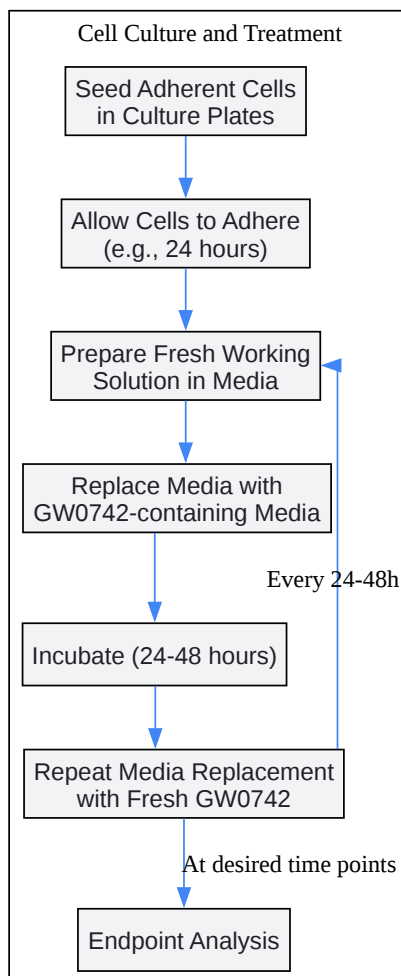 Cell Culture and Treatment
Seed Adherent Cells
in Culture Plates
Allow Cells to Adhere
(e.g., 24 hours)
Prepare Fresh Working
Solution in Media
Replace Media with
GW0742-containing Media
Every 24-48h
Incubate (24-48 hours)
Repeat Media Replacement
with Fresh GW0742
At desired time points
Endpoint Analysis